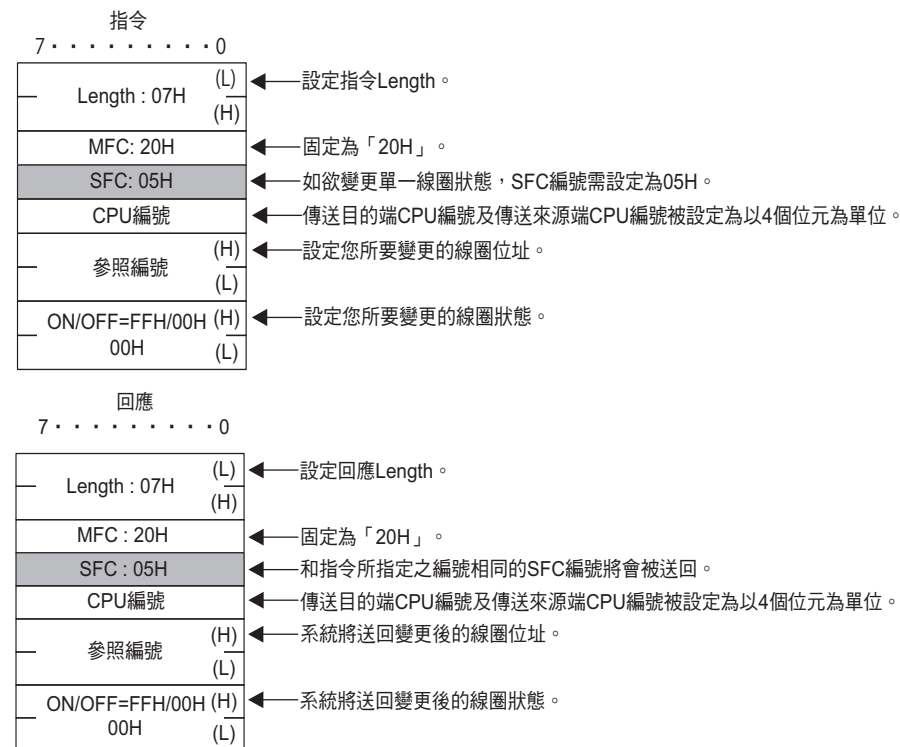 指令
7・・・・・・・・・0
Length : 07H (L) 設定指令Length。
(H)
MFC: 20H 固定為「20H」。
SFC: 05H 如欲變更單一線圈狀態，SFC編號需設定為05H。
CPU編號 傳送目的端CPU編號及傳送來源端CPU編號被設定為以4個位元為單位。
參照編號 (H) 設定您所要變更的線圈位址。
(L)
ON/OFF=FFH/00H (H) 設定您所要變更的線圈狀態。
00H (L)
回應
7・・・・・・・・・0
Length : 07H (L) 設定回應Length。
(H)
MFC : 20H 固定為「20H」。
SFC : 05H 和指令所指定之編號相同的SFC編號將會被送回。
CPU編號 傳送目的端CPU編號及傳送來源端CPU編號被設定為以4個位元為單位。
參照編號 (H) 系統將送回變更後的線圈位址。
(L)
ON/OFF=FFH/00H (H) 系統將送回變更後的線圈狀態。
00H (L)